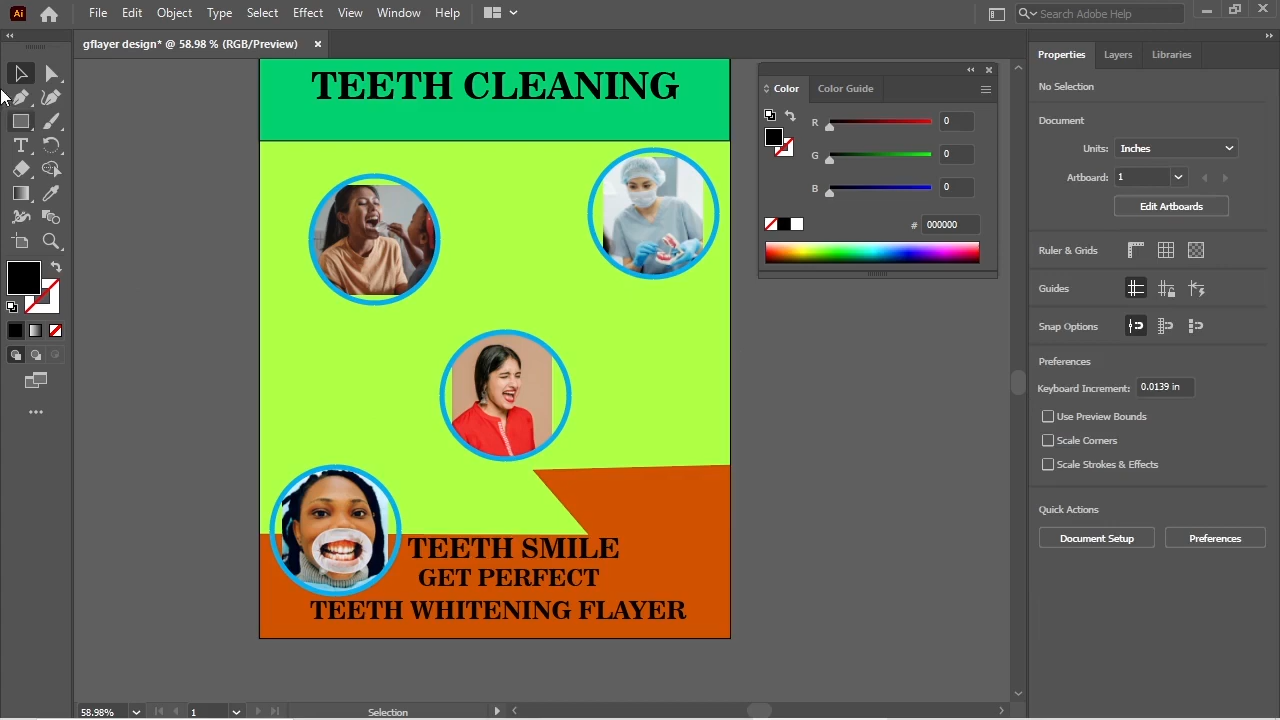 Ai File Edit Object Type Select Effect View Window Help Search Adobe Help
gflayer design* @ 58.98 % (RGB/Preview) ×
TEETH CLEANING
TEETH SMILE
GET PERFECT
TEETH WHITENING FLAYER
Color Color Guide
R 0
G 0
B 0
# 000000
Properties Layers Libraries
No Selection
Document
Units: Inches
Artboard: 1
Edit Artboards
Ruler & Grids
Guides
Snap Options
Preferences
Keyboard Increment: 0.0139 in
Use Preview Bounds
Scale Corners
Scale Strokes & Effects
Quick Actions
Document Setup Preferences
58.98% 1 Selection